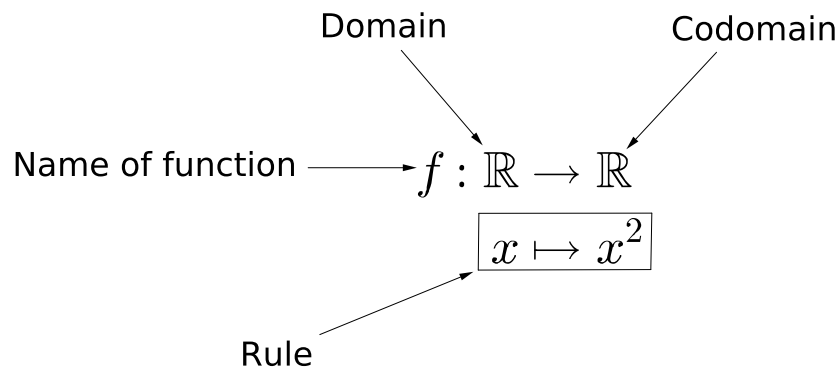 Domain
Codomain
Name of function
f : ℝ → ℝ
x ↦ x²
Rule